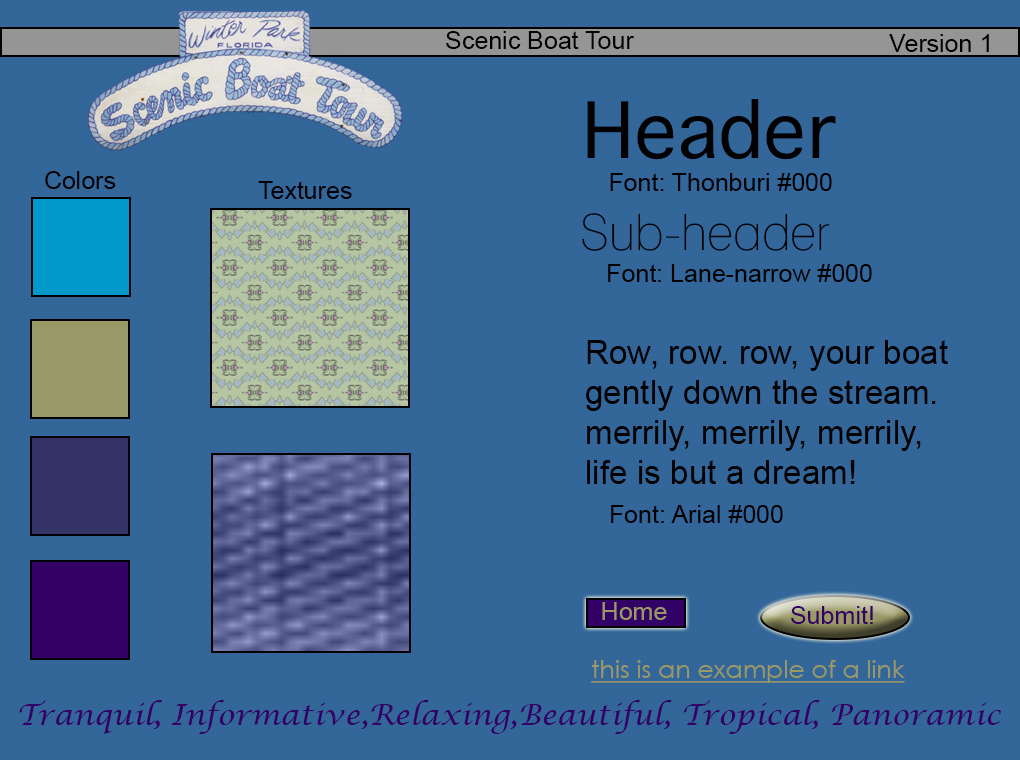 Winter Park
FLORIDA
Scenic Boat Tour
Scenic Boat Tour
Version 1
Colors
Textures
Header
Font: Thonburi #000
Sub-header
Font: Lane-narrow #000
Row, row. row, your boat
gently down the stream.
merrily, merrily, merrily,
life is but a dream!
Font: Arial #000
Home
Submit!
this is an example of a link
Tranquil, Informative,Relaxing,Beautiful, Tropical, Panoramic